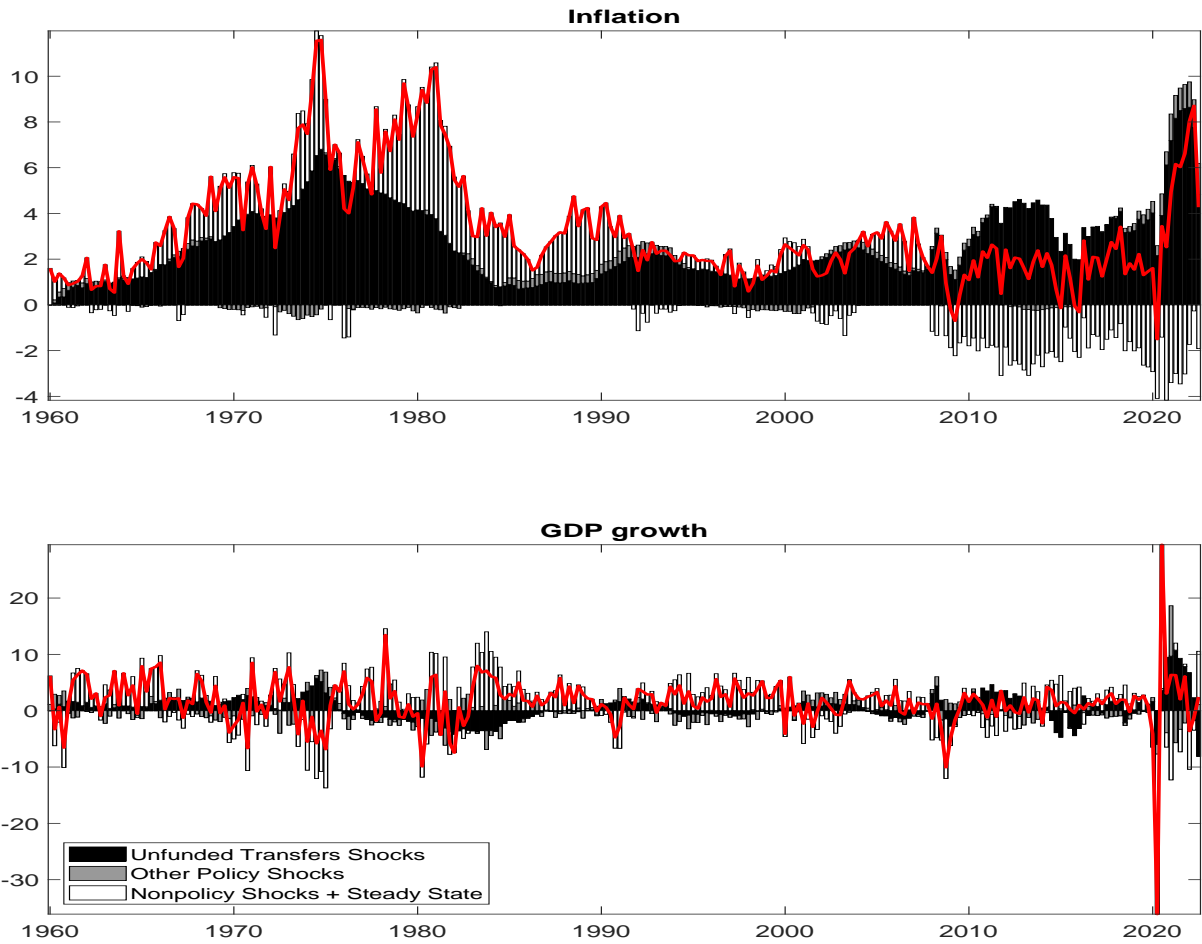 Inflation
10
8
6
4
2
0
-2
-4
1960 1970 1980 1990 2000 2010 2020
GDP growth
20
10
0
-10
-20
-30
Unfunded Transfers Shocks
Other Policy Shocks
Nonpolicy Shocks + Steady State
1960 1970 1980 1990 2000 2010 2020